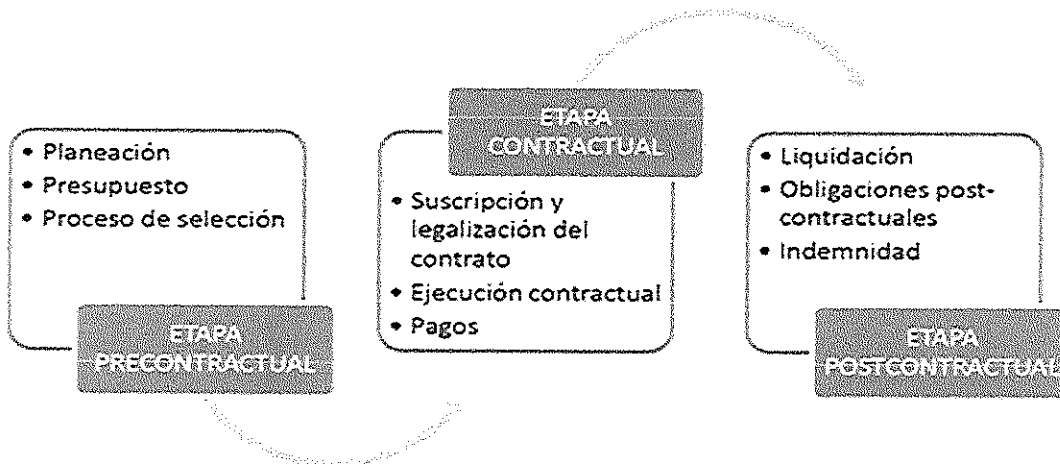 • Planeación
• Presupuesto
• Proceso de selección
ETAPA
PRECONTRACTUAL
ETAPA
CONTRACTUAL
• Suscripción y
legalización del
contrato
• Ejecución contractual
• Pagos
• Liquidación
• Obligaciones post-
contractuales
• Indemnidad
ETAPA
POSTCONTRACTUAL